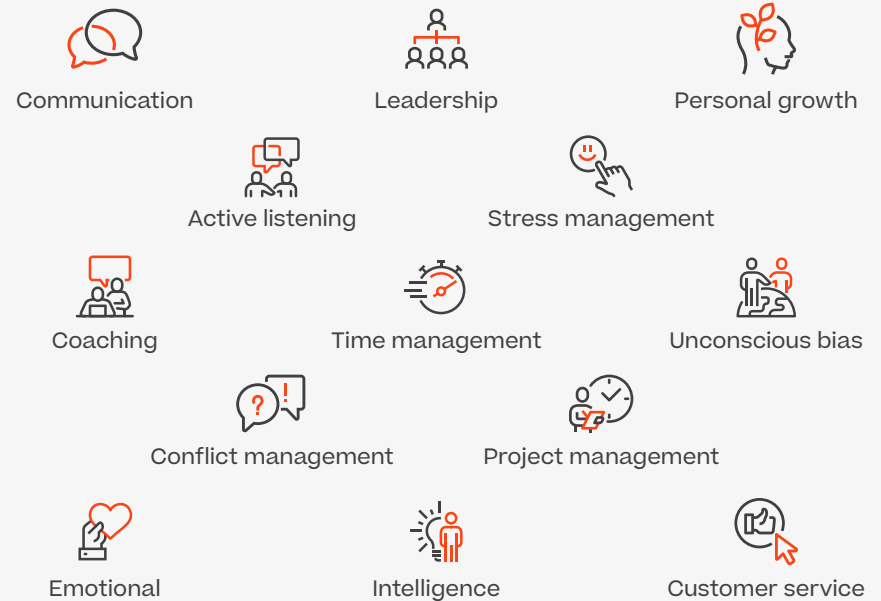 Communication
Leadership
Personal growth
Active listening
Stress management
Coaching
Time management
Unconscious bias
Conflict management
Project management
Emotional
Intelligence
Customer service